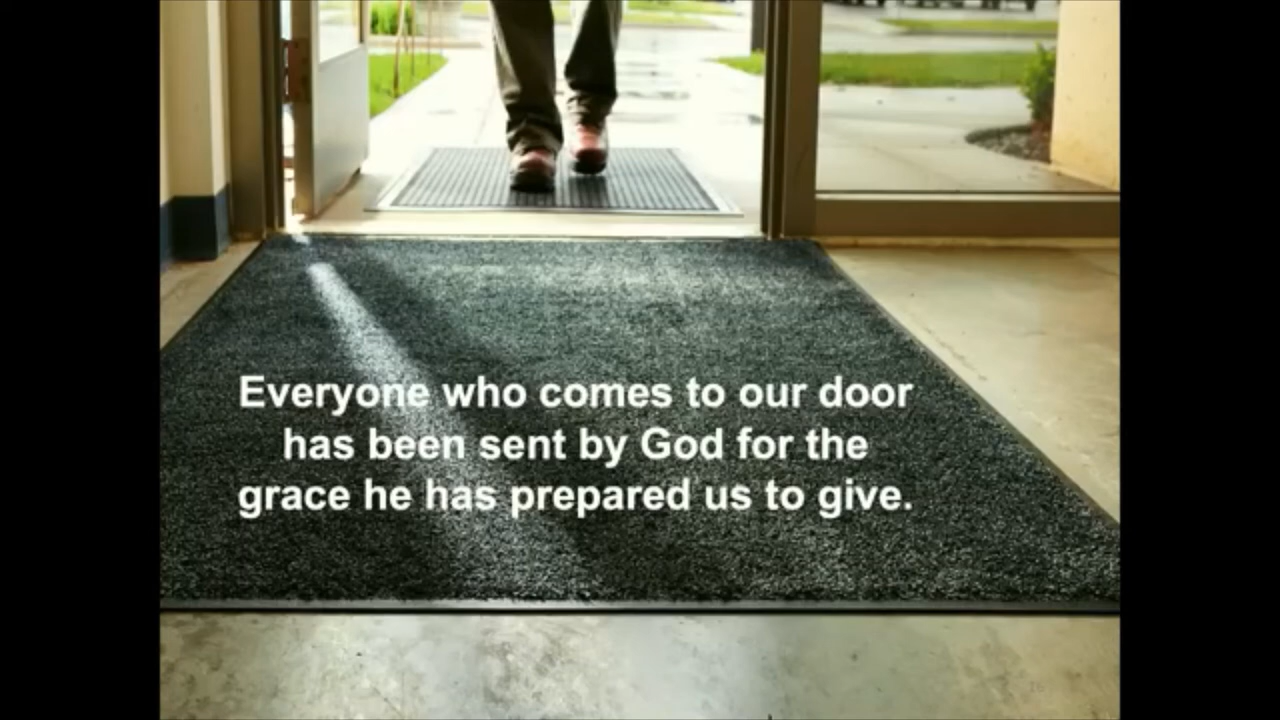 Everyone who comes to our door
has been sent by God for the
grace he has prepared us to give.